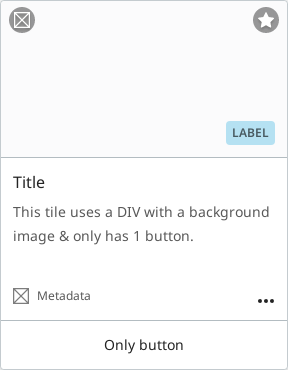 LABEL
Title
This tile uses a DIV with a background
image & only has 1 button.
Metadata
Only button